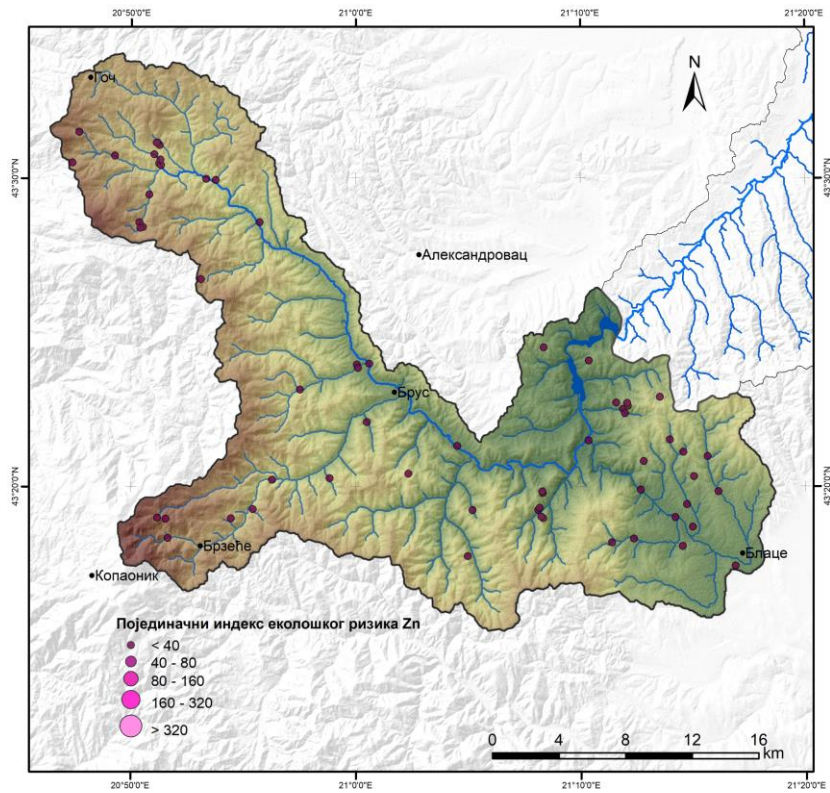 20°50'0"E 21°0'0"E 21°10'0"E 21°20'0"E
N
Гоч
43°30'0"N 43°30'0"N
Александровац
Брус
43°20'0"N 43°20'0"N
Брзеће
Блаце
Копаоник
Појединачни индекс еколошког ризика Zn
< 40
40 - 80
80 - 160
160 - 320
> 320
0 4 8 12 16
km
20°50'0"E 21°0'0"E 21°10'0"E 21°20'0"E